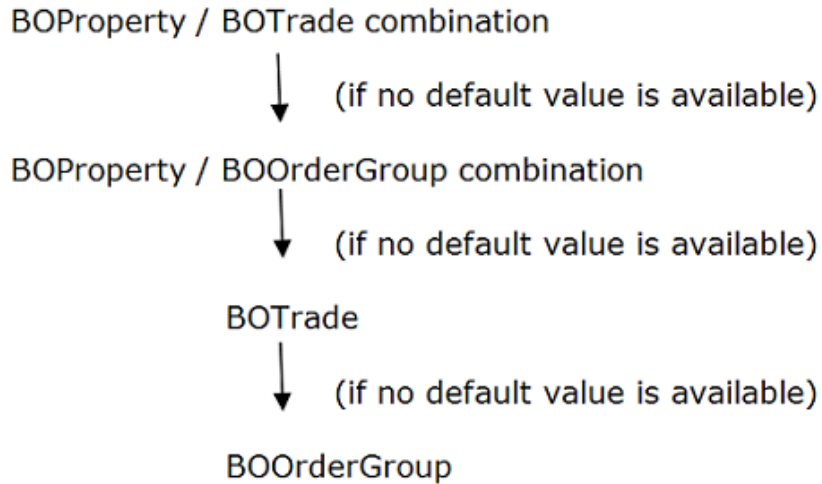 BOProperty / BOTrade combination
(if no default value is available)
BOProperty / BOOrderGroup combination
(if no default value is available)
BOTrade
(if no default value is available)
BOOrderGroup